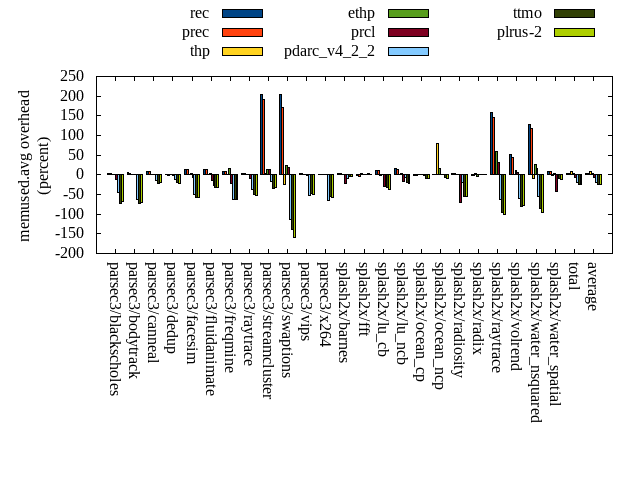 rec ethp ttmo
prec prcl plrus-2
thp pdarc_v4_2_2
memused.avg overhead
(percent)
250
200
150
100
50
0
-50
-100
-150
-200
parsec3/blackscholes
parsec3/bodytrack
parsec3/canneal
parsec3/dedup
parsec3/facesim
parsec3/fluidanimate
parsec3/freqmine
parsec3/raytrace
parsec3/streamcluster
parsec3/swaptions
parsec3/vips
parsec3/x264
splash2x/barnes
splash2x/fft
splash2x/lu_cb
splash2x/lu_ncb
splash2x/ocean_cp
splash2x/ocean_ncp
splash2x/radiosity
splash2x/radix
splash2x/raytrace
splash2x/volrend
splash2x/water_nsquared
splash2x/water_spatial
total
average